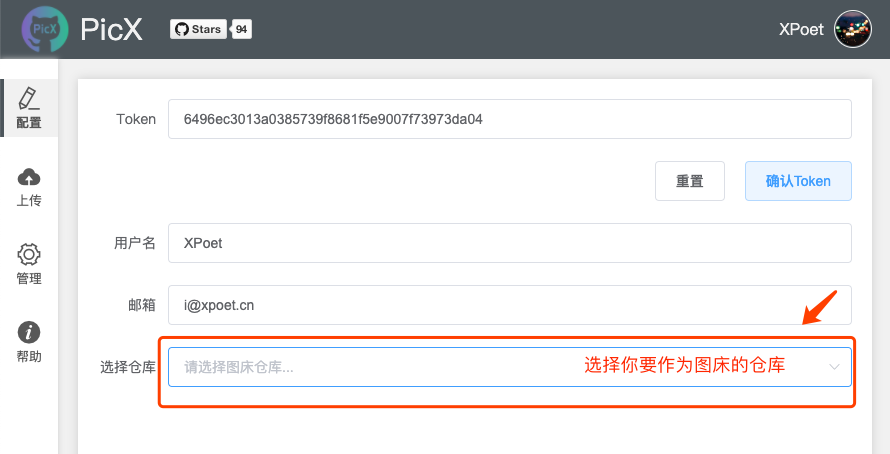 PicX
PicX
Stars 94
XPoet
配置
上传
管理
帮助
Token
6496ec3013a0385739f8681f5e9007f73973da04
重置
确认Token
用户名
XPoet
邮箱
i@xpoet.cn
选择仓库
请选择图床仓库...
选择你要作为图床的仓库